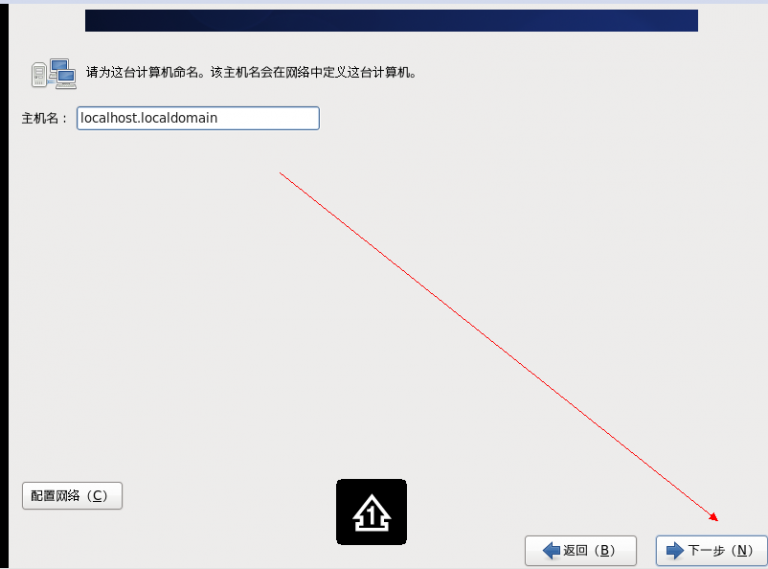 请为这台计算机命名。该主机名会在网络中定义这台计算机。
主机名： localhost.localdomain
配置网络（C）
1
返回（B） 下一步（N）